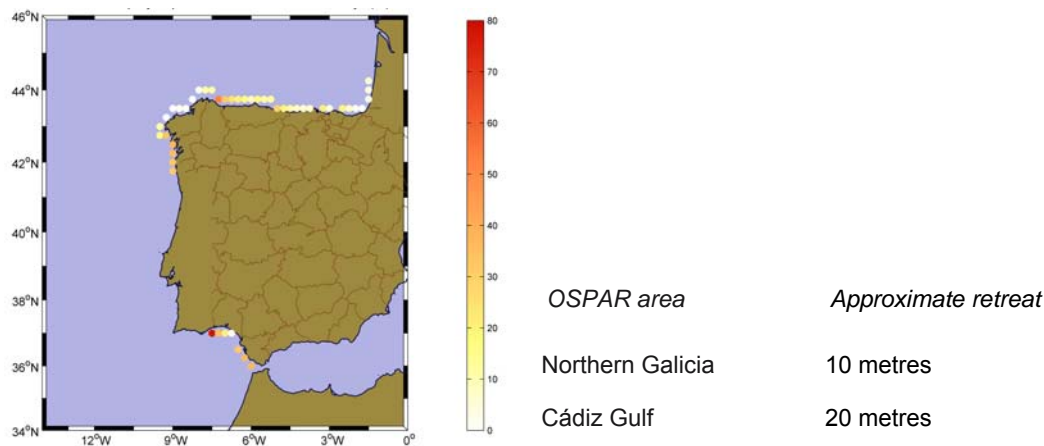 46°N
44°N
42°N
40°N
38°N
36°N
34°N
12°W
9°W
6°W
3°W
0°
80
70
60
50
40
30
20
10
0
OSPAR area Approximate retreat
Northern Galicia 10 metres
Cádiz Gulf 20 metres